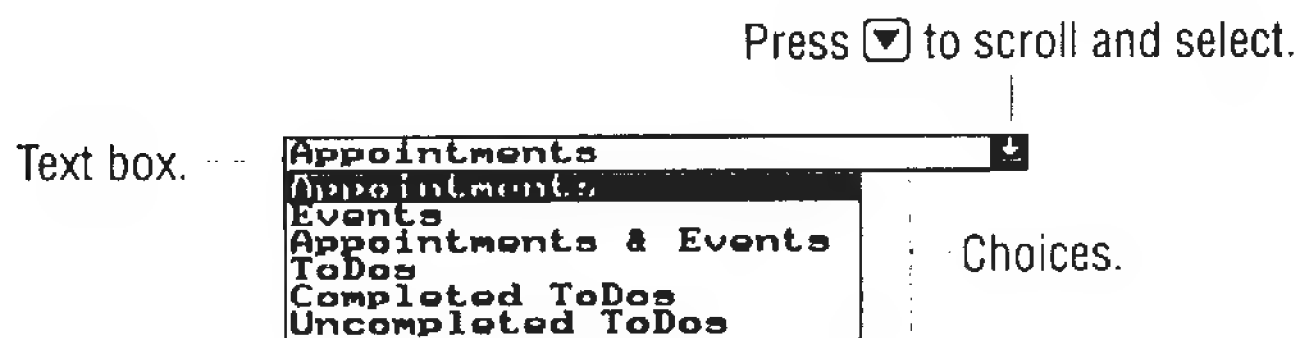 Press ▼ to scroll and select.
Text box.
Appointments
Appointments
Events
Appointments & Events
ToDos
Completed ToDos
Uncompleted ToDos
Choices.